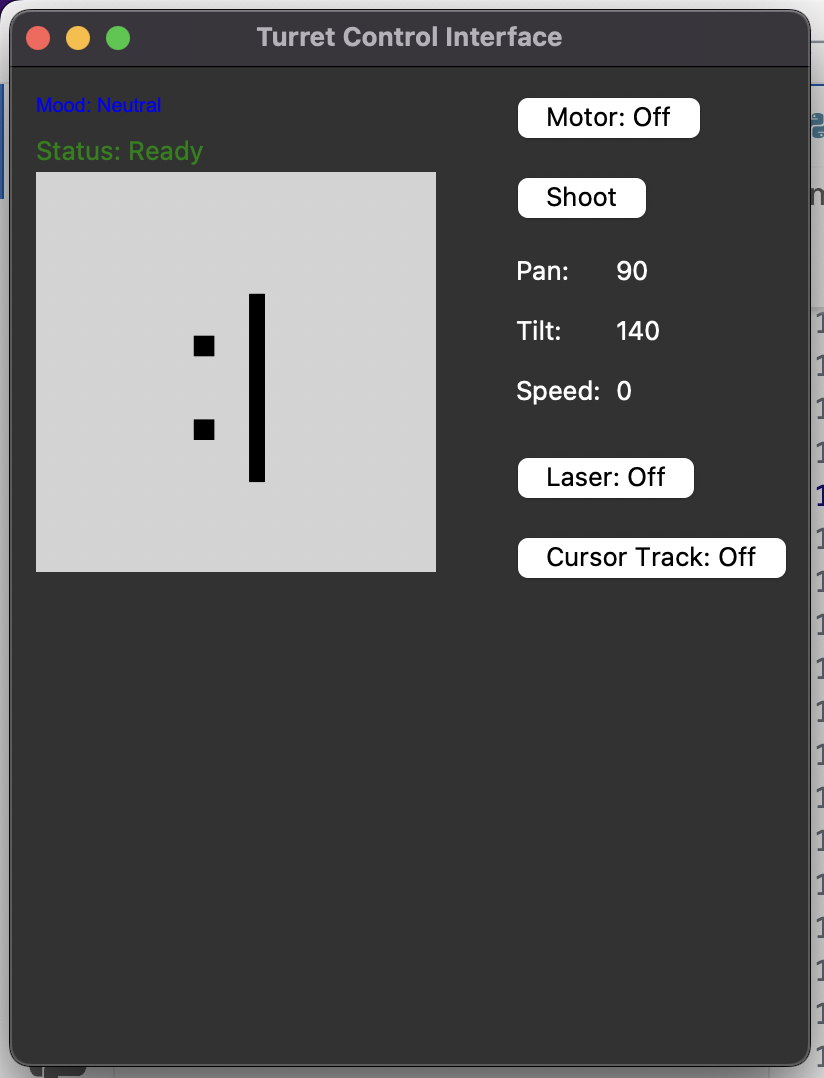 Turret Control Interface
Mood: Neutral
Status: Ready
:|
Motor: Off
Shoot
Pan: 90
Tilt: 140
Speed: 0
Laser: Off
Cursor Track: Off